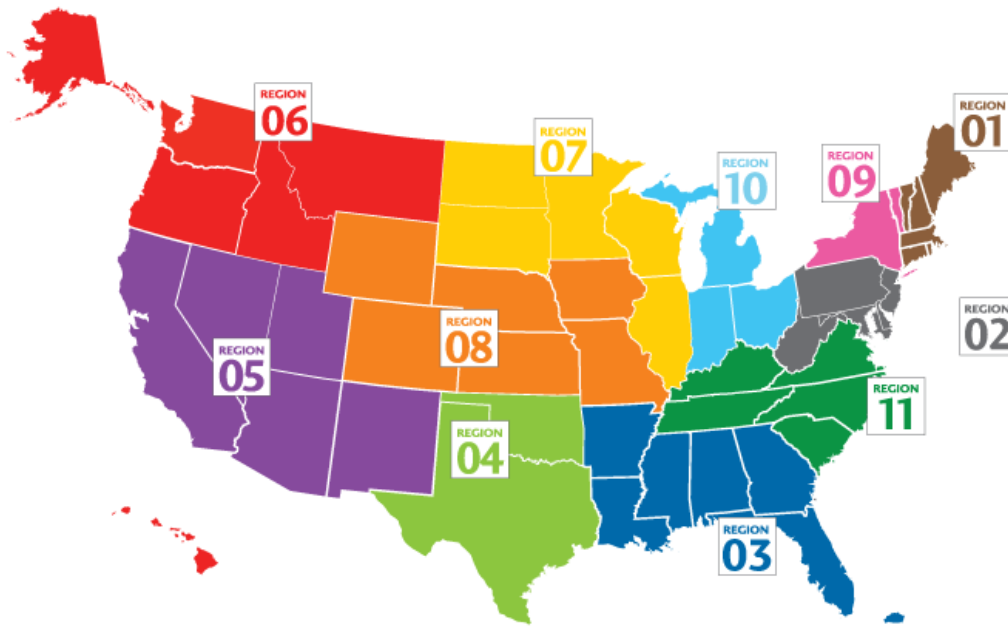 REGION
01
REGION
06
REGION
07
REGION
09
REGION
10
REGION
02
REGION
08
REGION
05
REGION
11
REGION
04
REGION
03